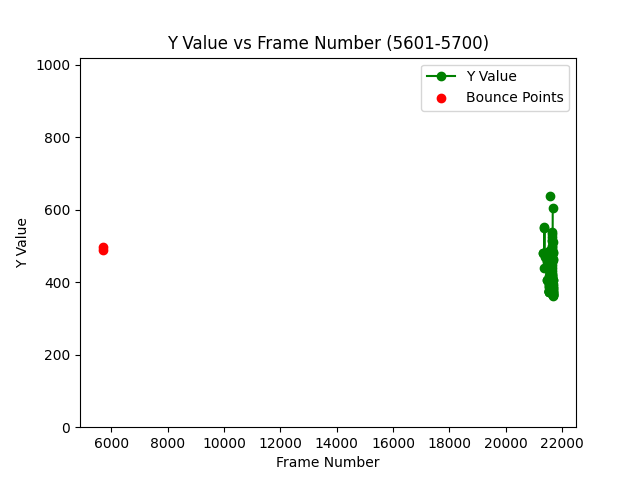 Y Value vs Frame Number (5601-5700)
Y Value
Bounce Points
1000
800
600
400
200
0
Y Value
6000 8000 10000 12000 14000 16000 18000 20000 22000
Frame Number